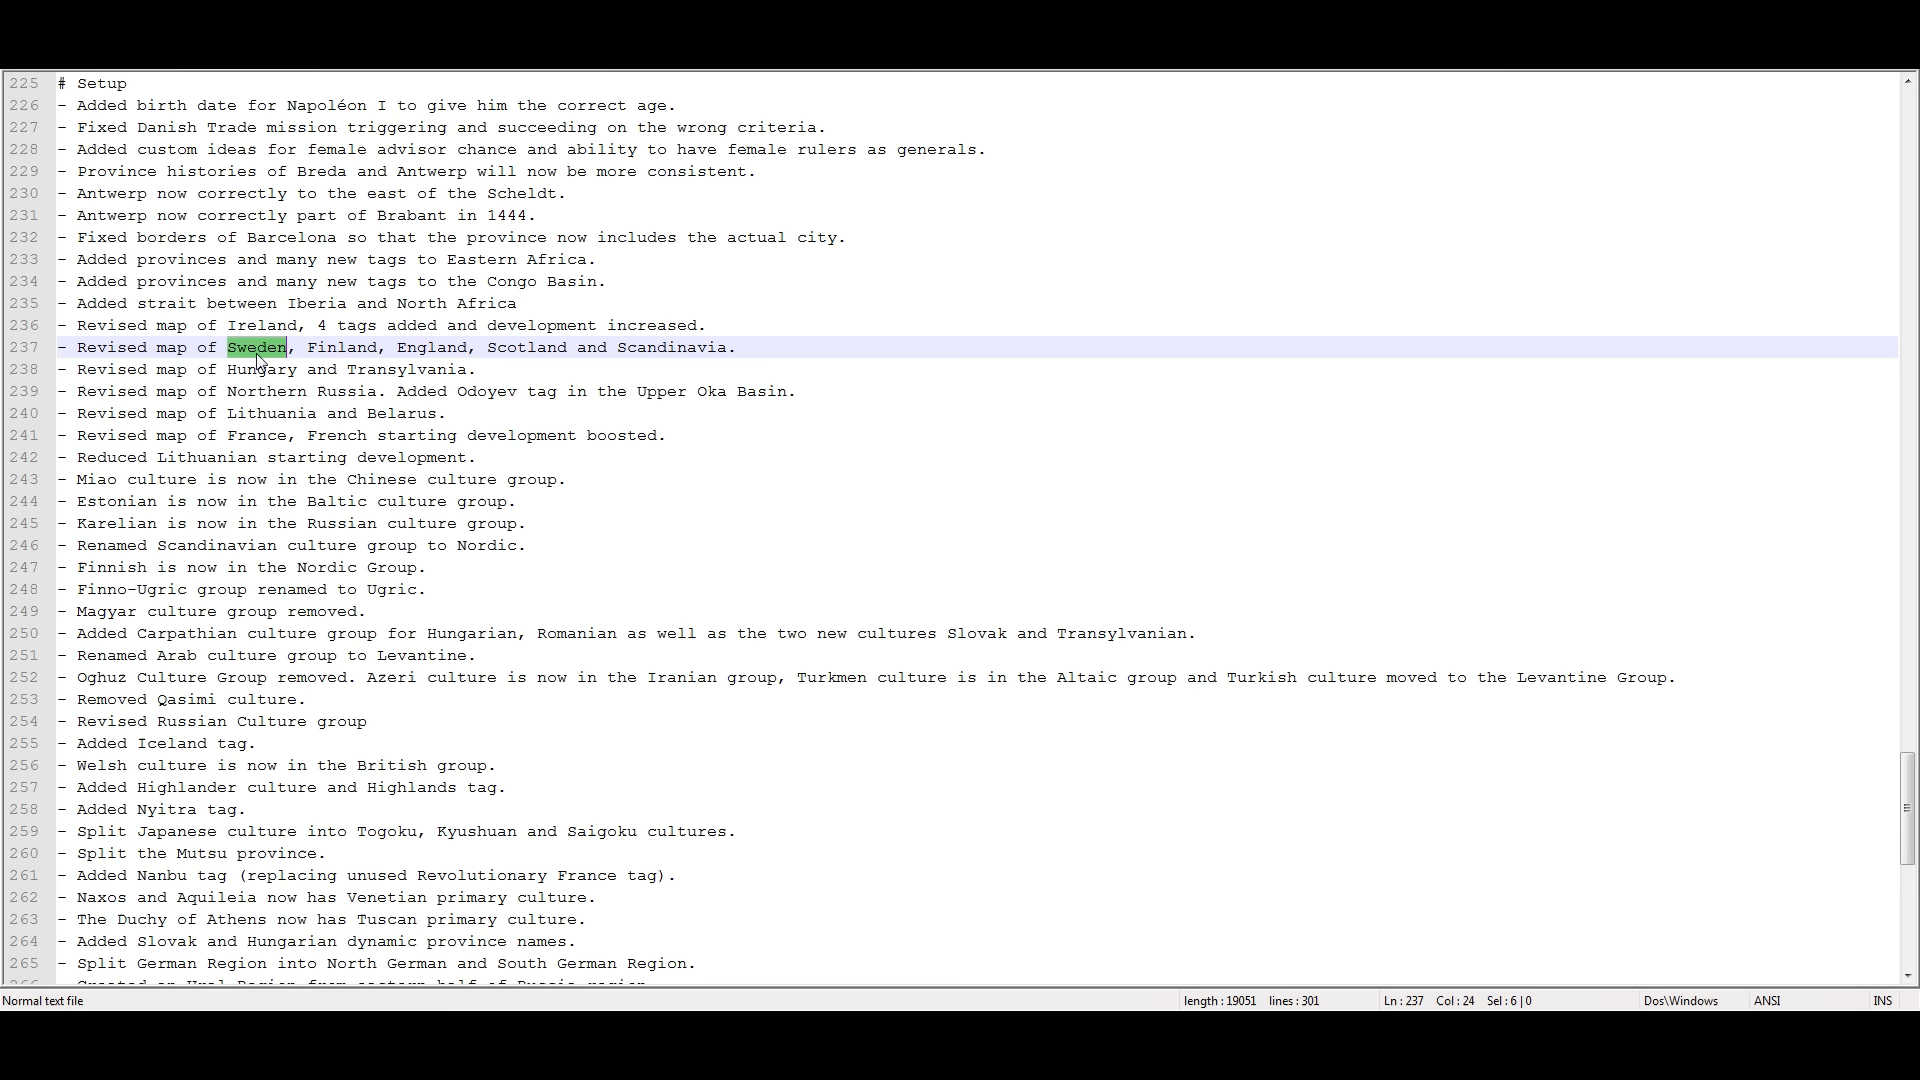 225 # Setup
226 - Added birth date for Napoléon I to give him the correct age.
227 - Fixed Danish Trade mission triggering and succeeding on the wrong criteria.
228 - Added custom ideas for female advisor chance and ability to have female rulers as generals.
229 - Province histories of Breda and Antwerp will now be more consistent.
230 - Antwerp now correctly to the east of the Scheldt.
231 - Antwerp now correctly part of Brabant in 1444.
232 - Fixed borders of Barcelona so that the province now includes the actual city.
233 - Added provinces and many new tags to Eastern Africa.
234 - Added provinces and many new tags to the Congo Basin.
235 - Added strait between Iberia and North Africa
236 - Revised map of Ireland, 4 tags added and development increased.
237 - Revised map of Sweden, Finland, England, Scotland and Scandinavia.
238 - Revised map of Hungary and Transylvania.
239 - Revised map of Northern Russia. Added Odoyev tag in the Upper Oka Basin.
240 - Revised map of Lithuania and Belarus.
241 - Revised map of France, French starting development boosted.
242 - Reduced Lithuanian starting development.
243 - Miao culture is now in the Chinese culture group.
244 - Estonian is now in the Baltic culture group.
245 - Karelian is now in the Russian culture group.
246 - Renamed Scandinavian culture group to Nordic.
247 - Finnish is now in the Nordic Group.
248 - Finno-Ugric group renamed to Ugric.
249 - Magyar culture group removed.
250 - Added Carpathian culture group for Hungarian, Romanian as well as the two new cultures Slovak and Transylvanian.
251 - Renamed Arab culture group to Levantine.
252 - Oghuz Culture Group removed. Azeri culture is now in the Iranian group, Turkmen culture is in the Altaic group and Turkish culture moved to the Levantine Group.
253 - Removed Qasimi culture.
254 - Revised Russian Culture group
255 - Added Iceland tag.
256 - Welsh culture is now in the British group.
257 - Added Highlander culture and Highlands tag.
258 - Added Nyitra tag.
259 - Split Japanese culture into Togoku, Kyushuan and Saigoku cultures.
260 - Split the Mutsu province.
261 - Added Nanbu tag (replacing unused Revolutionary France tag).
262 - Naxos and Aquileia now has Venetian primary culture.
263 - The Duchy of Athens now has Tuscan primary culture.
264 - Added Slovak and Hungarian dynamic province names.
265 - Split German Region into North German and South German Region.
Normal text file length : 19051 lines : 301 Ln : 237 Col : 24 Sel : 6 | 0 Dos\Windows ANSI INS